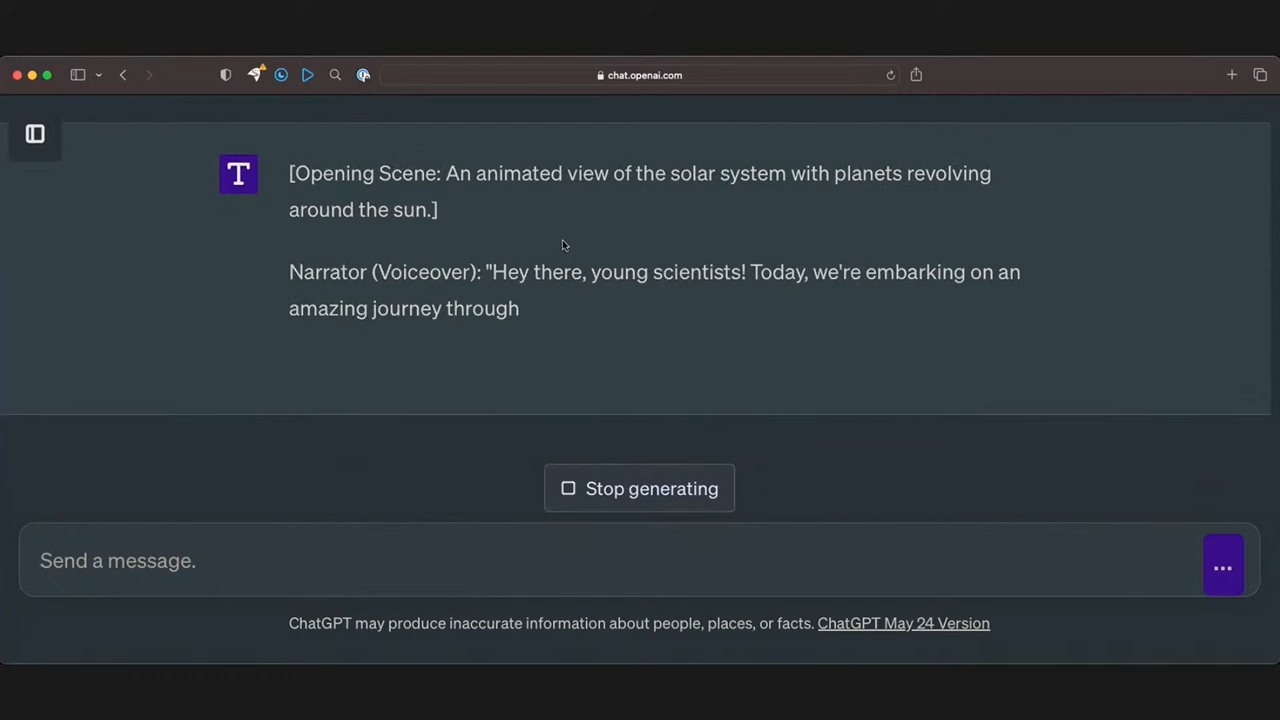 chat.openai.com
T
[Opening Scene: An animated view of the solar system with planets revolving
around the sun.]
Narrator (Voiceover): "Hey there, young scientists! Today, we're embarking on an
amazing journey through
Stop generating
Send a message.
...
ChatGPT may produce inaccurate information about people, places, or facts. ChatGPT May 24 Version